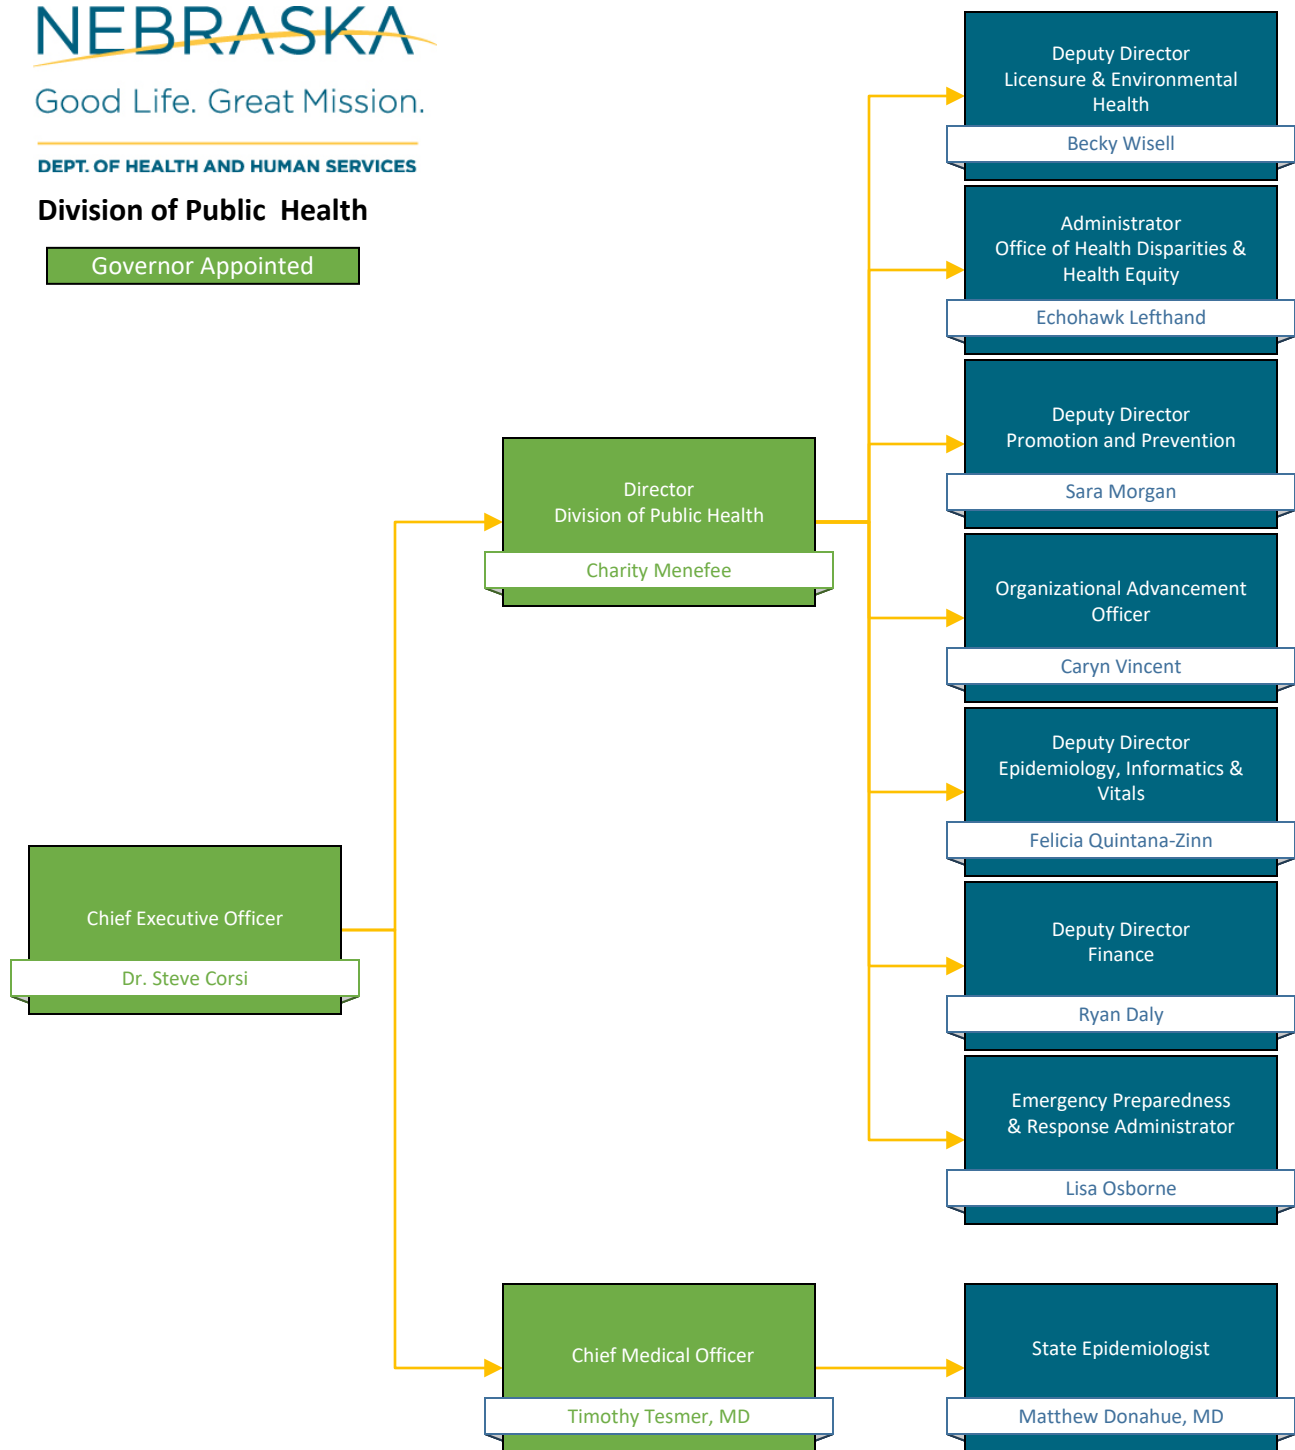 NEBRASKA
Good Life. Great Mission.
DEPT. OF HEALTH AND HUMAN SERVICES
Division of Public Health
Governor Appointed
Chief Executive Officer
Dr. Steve Corsi
Director
Division of Public Health
Charity Menefee
Deputy Director
Licensure & Environmental
Health
Becky Wisell
Administrator
Office of Health Disparities &
Health Equity
Echohawk Lefthand
Deputy Director
Promotion and Prevention
Sara Morgan
Organizational Advancement
Officer
Caryn Vincent
Deputy Director
Epidemiology, Informatics &
Vitals
Felicia Quintana-Zinn
Deputy Director
Finance
Ryan Daly
Emergency Preparedness
& Response Administrator
Lisa Osborne
Chief Medical Officer
Timothy Tesmer, MD
State Epidemiologist
Matthew Donahue, MD